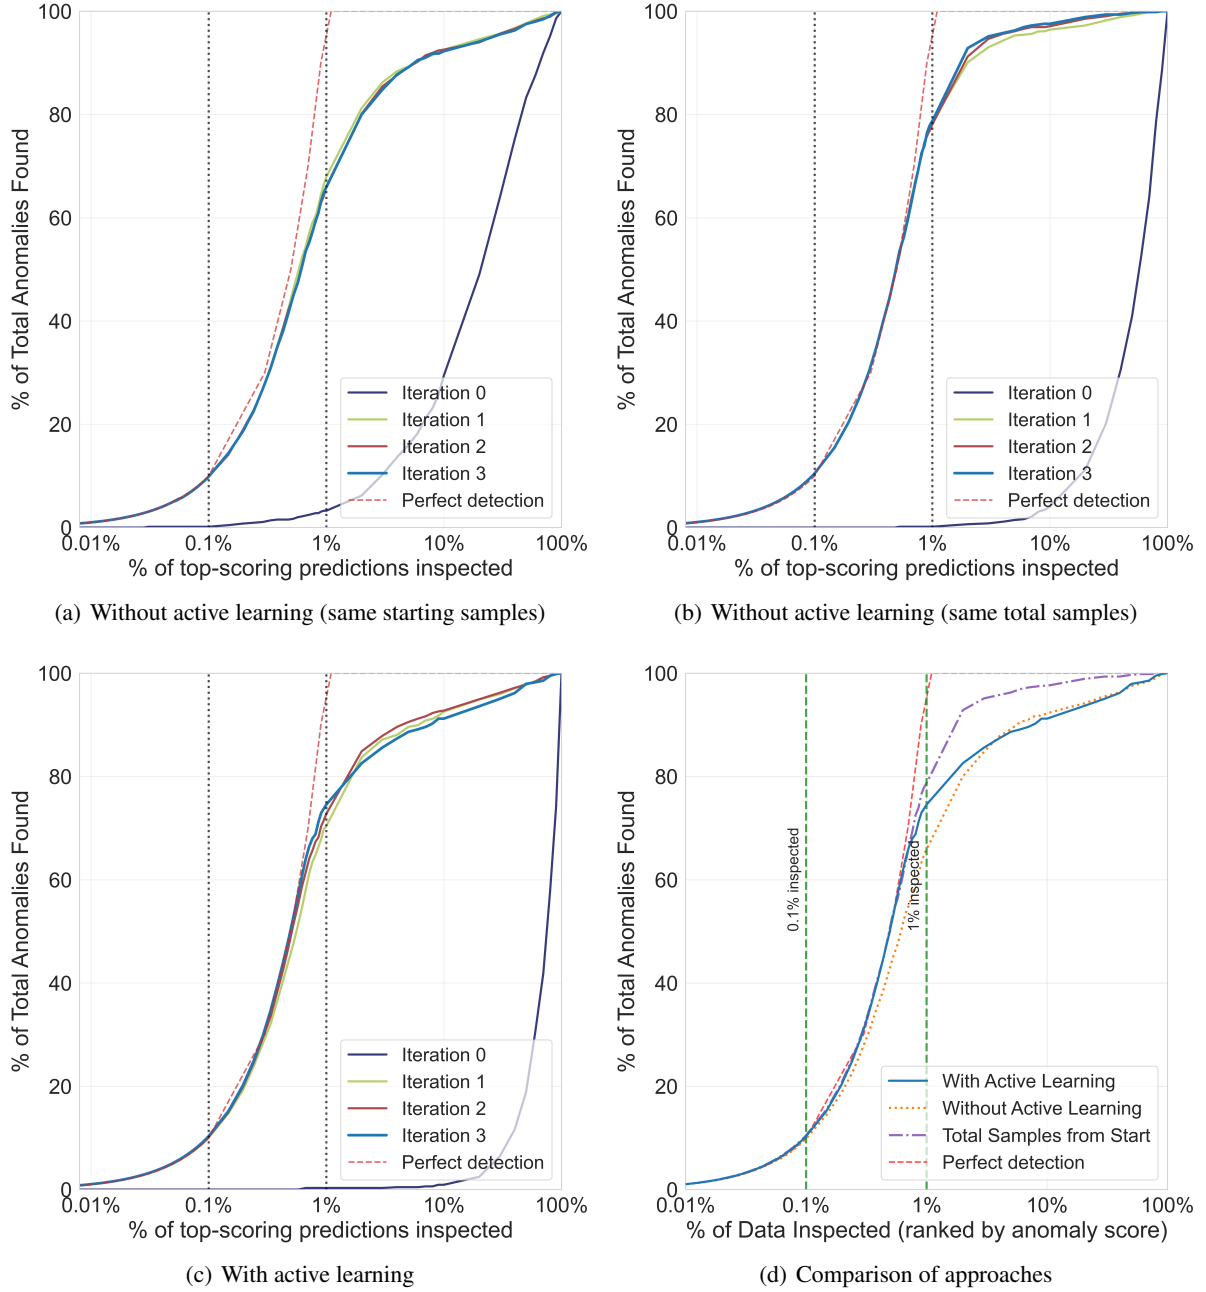 % of Total Anomalies Found
100
80
60
40
20
0
0.01% 0.1% 1% 10% 100%
% of top-scoring predictions inspected
Iteration 0
Iteration 1
Iteration 2
Iteration 3
Perfect detection
(a) Without active learning (same starting samples)
% of Total Anomalies Found
100
80
60
40
20
0
0.01% 0.1% 1% 10% 100%
% of top-scoring predictions inspected
Iteration 0
Iteration 1
Iteration 2
Iteration 3
Perfect detection
(b) Without active learning (same total samples)
% of Total Anomalies Found
100
80
60
40
20
0
0.01% 0.1% 1% 10% 100%
% of top-scoring predictions inspected
Iteration 0
Iteration 1
Iteration 2
Iteration 3
Perfect detection
(c) With active learning
% of Total Anomalies Found
100
80
60
40
20
0
0.1% inspected
1% inspected
With Active Learning
Without Active Learning
Total Samples from Start
Perfect detection
0.01% 0.1% 1% 10% 100%
% of Data Inspected (ranked by anomaly score)
(d) Comparison of approaches